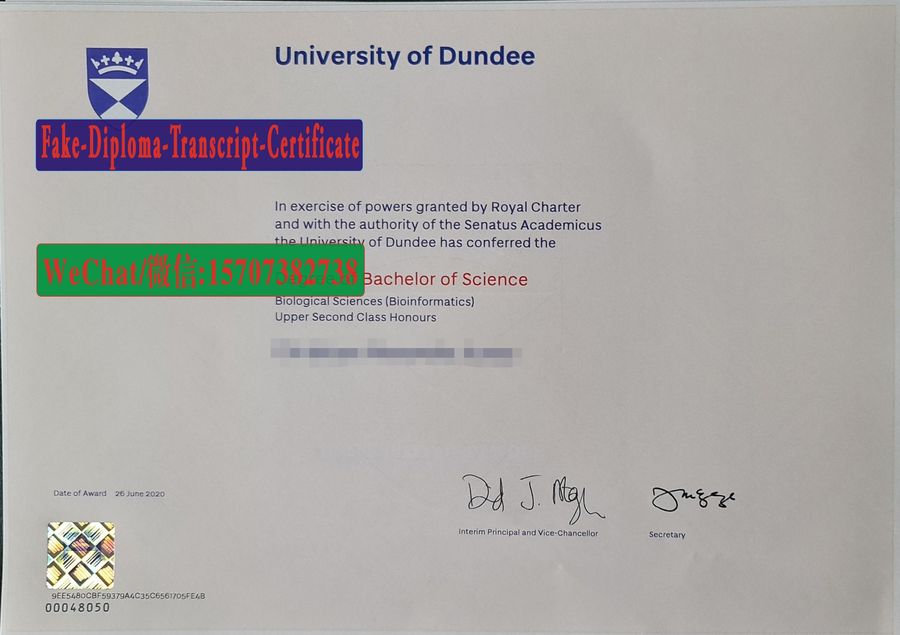 University of Dundee
Fake-Diploma-Transcript-Certificate
In exercise of powers granted by Royal Charter
and with the authority of the Senatus Academicus
the University of Dundee has conferred the
WeChat/微信:15707382738
Degree of Bachelor of Science
Biological Sciences (Bioinformatics)
Upper Second Class Honours
Date of Award 26 June 2020
Interim Principal and Vice-Chancellor
Secretary
9EE5480CBF59379A4C35C6561705FE4B
00048050